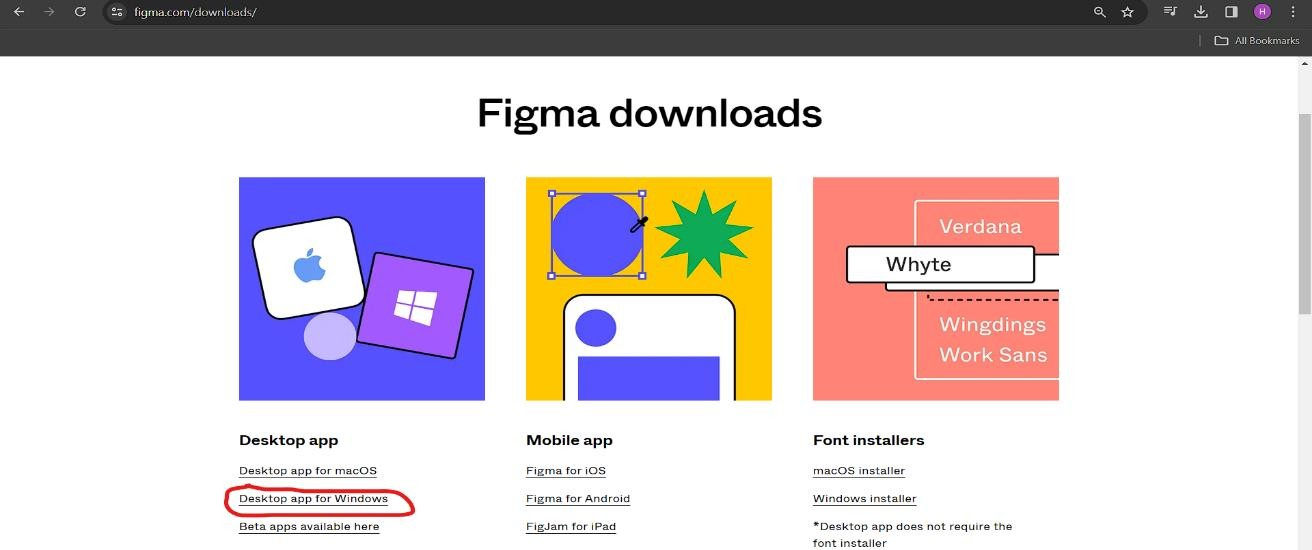 figma.com/downloads/
H
All Bookmarks
Figma downloads
Verdana
Whyte
Wingdings
Work Sans
Desktop app
Desktop app for macOS
Desktop app for Windows
Beta apps available here
Mobile app
Figma for iOS
Figma for Android
FigJam for iPad
Font installers
macOS installer
Windows installer
*Desktop app does not require the
font installer